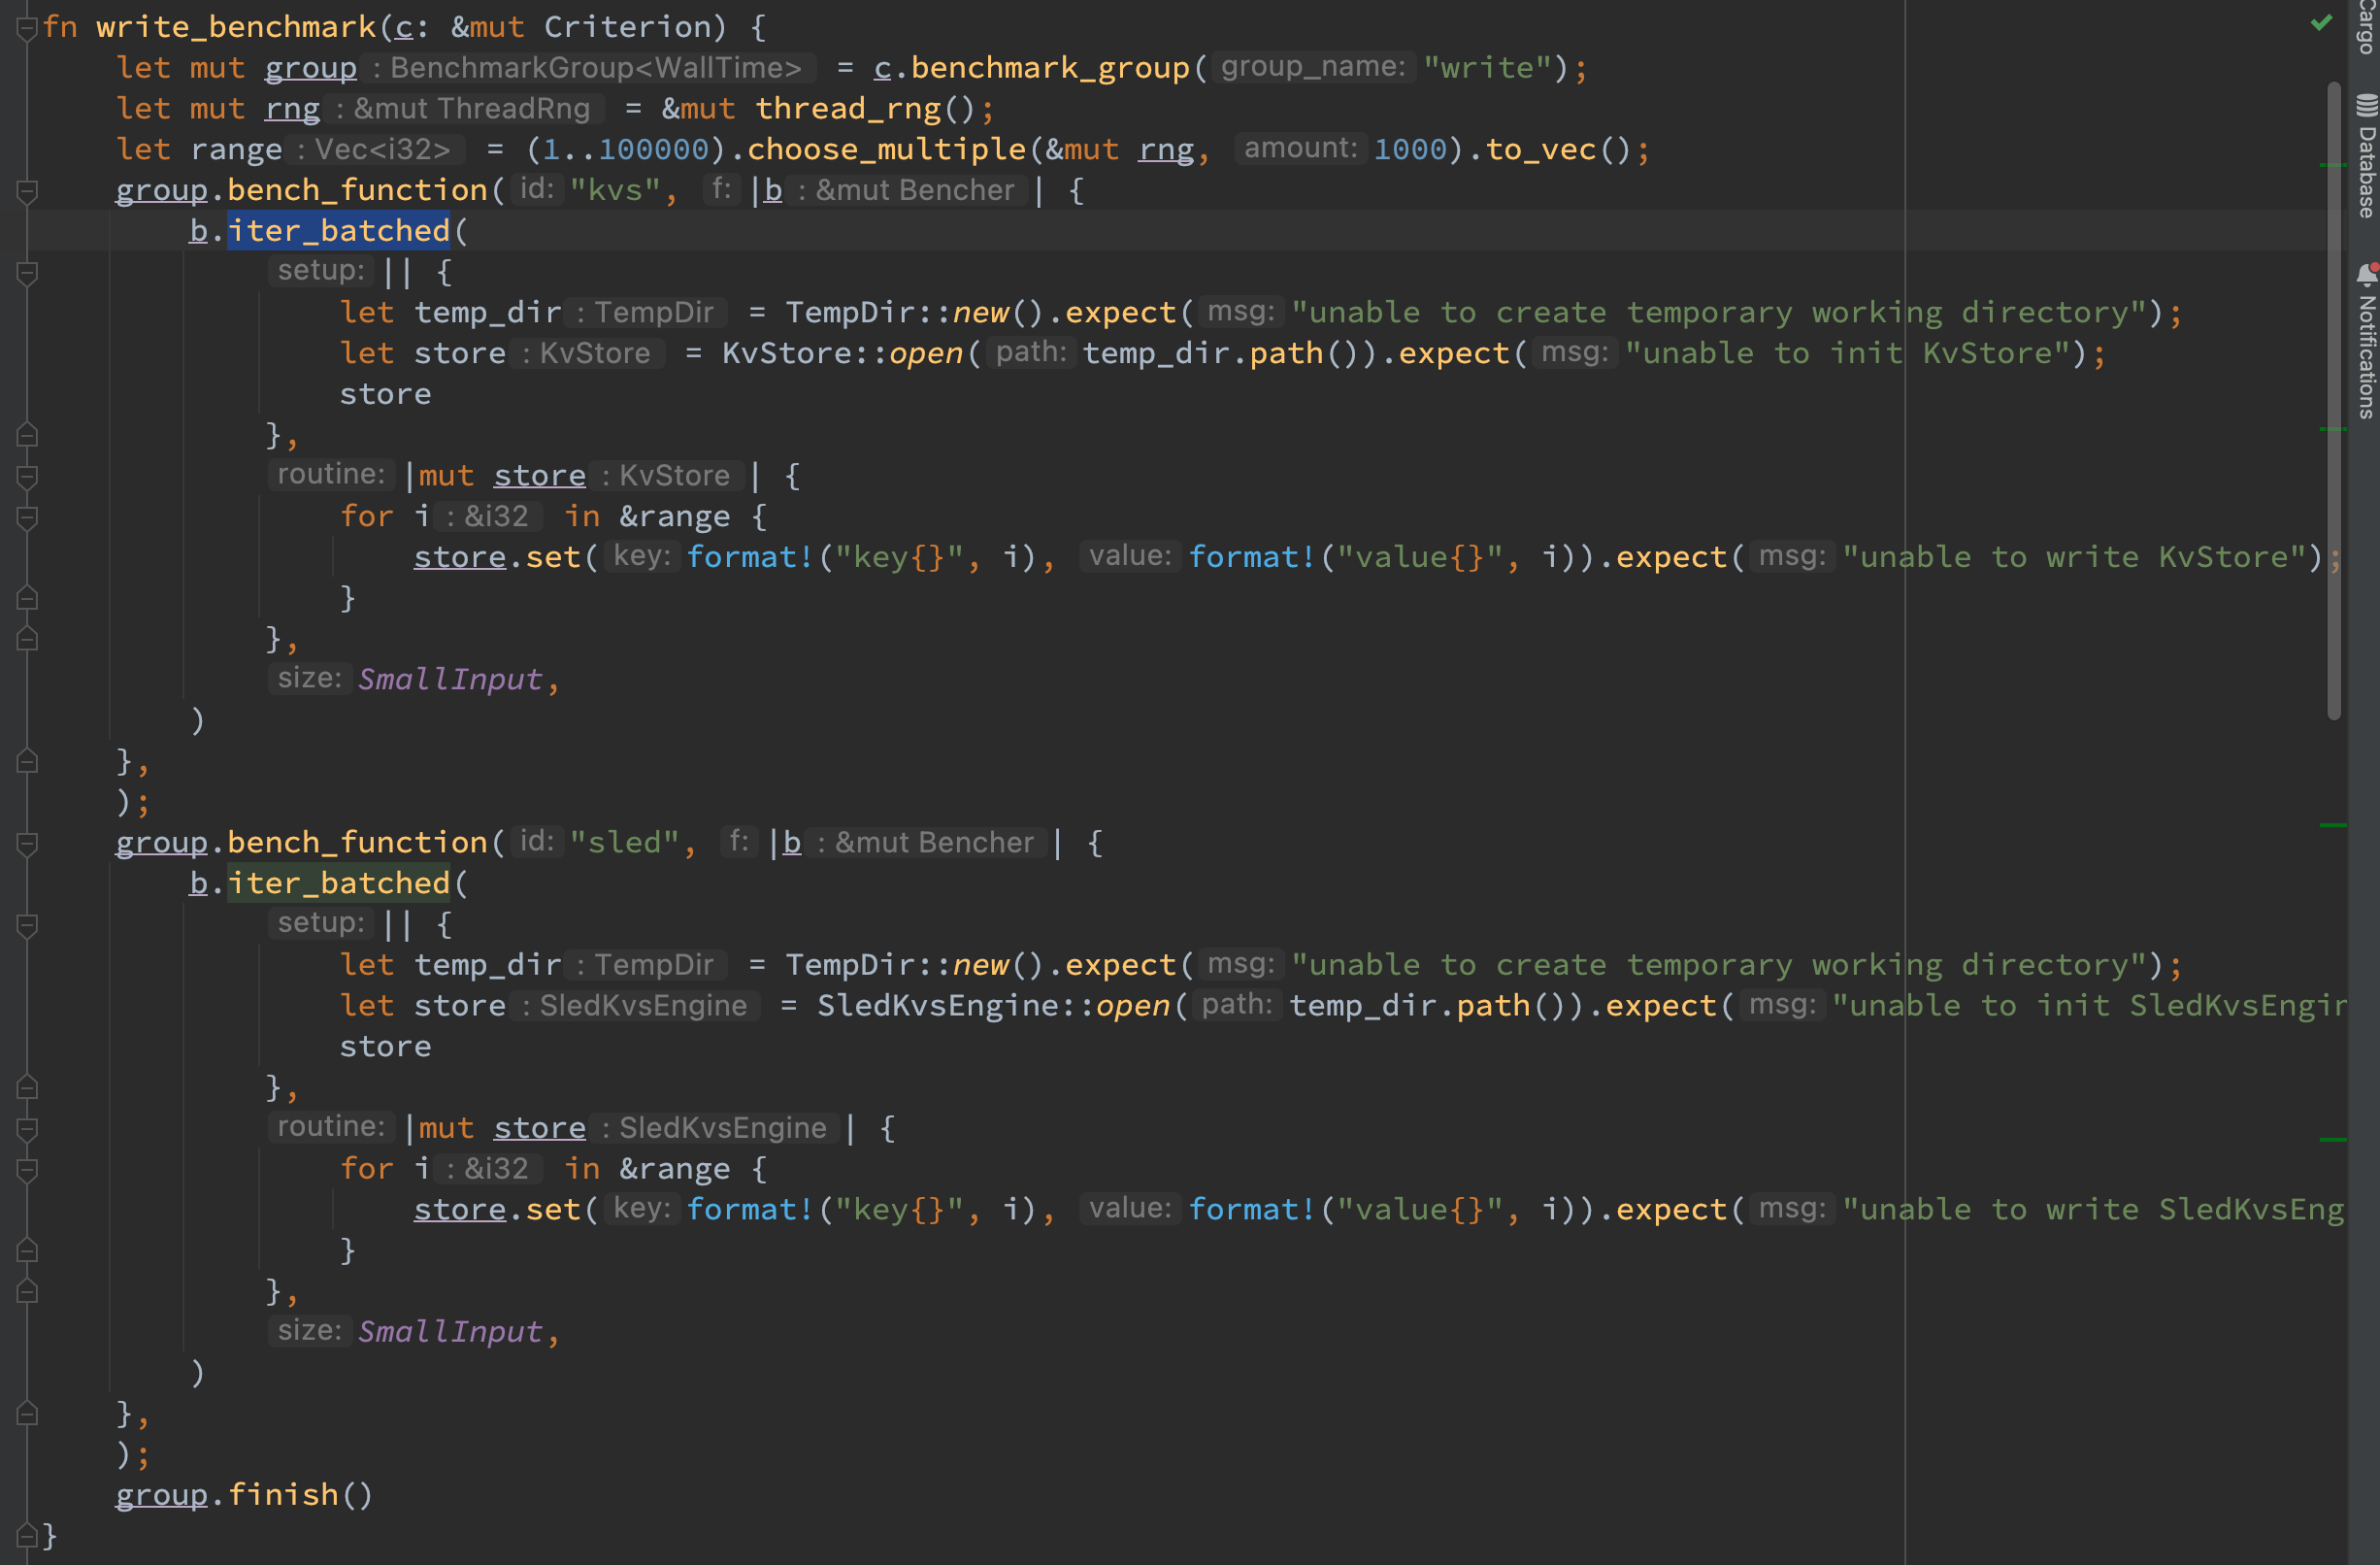 fn write_benchmark(c: &mut Criterion) {
let mut group : BenchmarkGroup<WallTime> = c.benchmark_group( group_name: "write");
let mut rng : &mut ThreadRng = &mut thread_rng();
let range : Vec<i32> = (1..100000).choose_multiple(&mut rng, amount: 1000).to_vec();
group.bench_function( id: "kvs", f: |b : &mut Bencher | {
b.iter_batched(
setup: || {
let temp_dir : TempDir = TempDir::new().expect( msg: "unable to create temporary working directory");
let store : KvStore = KvStore::open( path: temp_dir.path()).expect( msg: "unable to init KvStore");
store
},
routine: |mut store : KvStore | {
for i : &i32 in &range {
store.set( key: format!("key{}", i), value: format!("value{}", i)).expect( msg: "unable to write KvStore");
}
},
size: SmallInput,
)
},
);
group.bench_function( id: "sled", f: |b : &mut Bencher | {
b.iter_batched(
setup: || {
let temp_dir : TempDir = TempDir::new().expect( msg: "unable to create temporary working directory");
let store : SledKvsEngine = SledKvsEngine::open( path: temp_dir.path()).expect( msg: "unable to init SledKvsEngin
store
},
routine: |mut store : SledKvsEngine | {
for i : &i32 in &range {
store.set( key: format!("key{}", i), value: format!("value{}", i)).expect( msg: "unable to write SledKvsEng
}
},
size: SmallInput,
)
},
);
group.finish()
}
Cargo
Database
Notifications